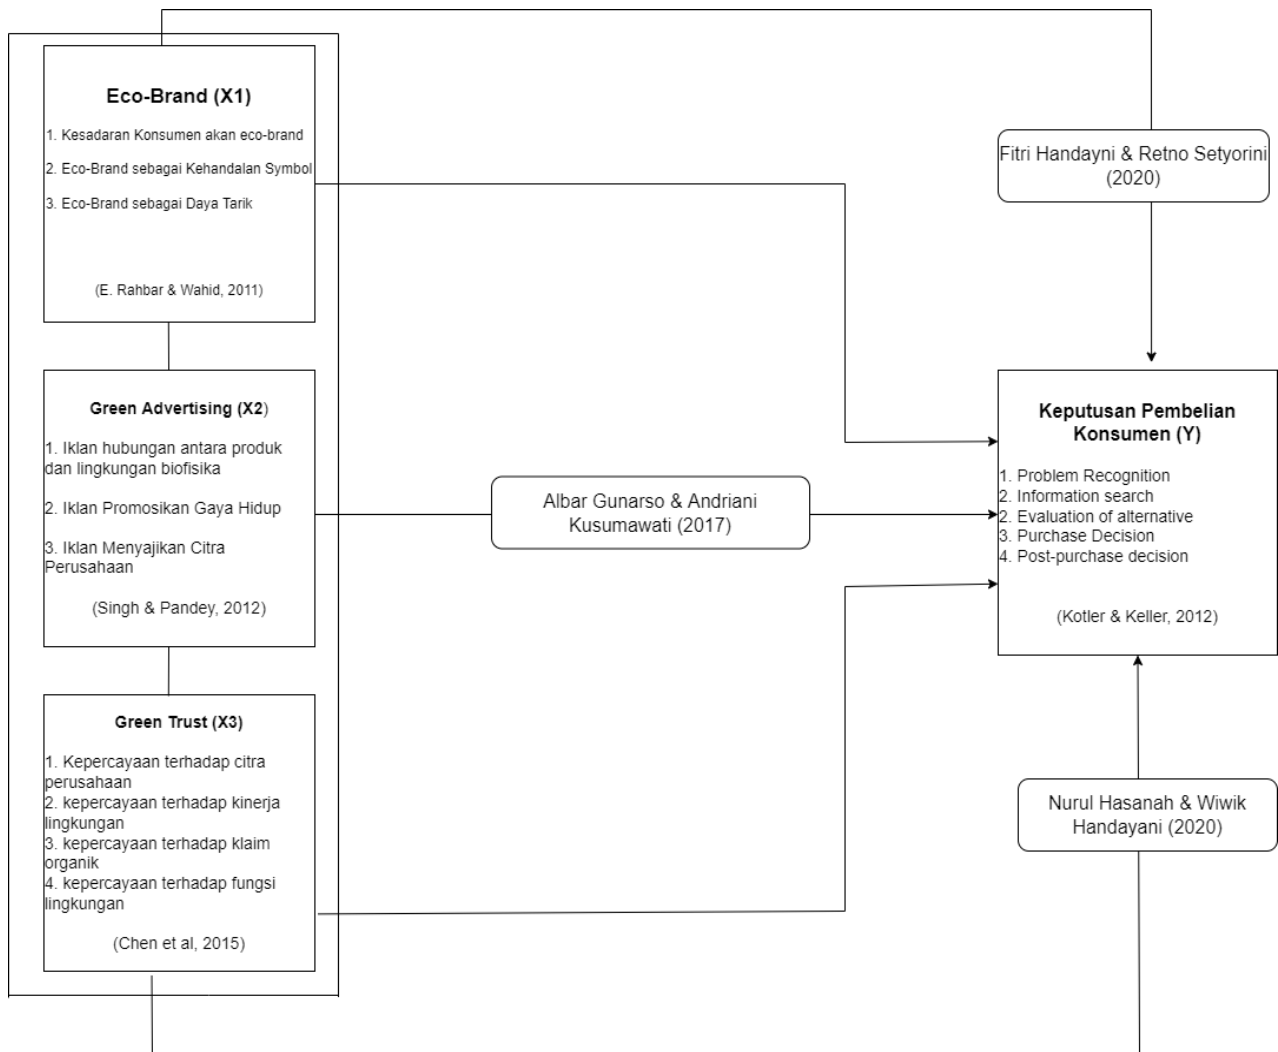 Eco-Brand (X1)
1. Kesadaran Konsumen akan eco-brand
2. Eco-Brand sebagai Kehandalan Symbol
3. Eco-Brand sebagai Daya Tarik
(E. Rahbar & Wahid, 2011)
Green Advertising (X2)
1. Iklan hubungan antara produk
dan lingkungan biofisika
2. Iklan Promosikan Gaya Hidup
3. Iklan Menyajikan Citra
Perusahaan
(Singh & Pandey, 2012)
Green Trust (X3)
1. Kepercayaan terhadap citra
perusahaan
2. kepercayaan terhadap kinerja
lingkungan
3. kepercayaan terhadap klaim
organik
4. kepercayaan terhadap fungsi
lingkungan
(Chen et al, 2015)
Albar Gunarso & Andriani
Kusumawati (2017)
Fitri Handayni & Retno Setyorini
(2020)
Keputusan Pembelian
Konsumen (Y)
1. Problem Recognition
2. Information search
2. Evaluation of alternative
3. Purchase Decision
4. Post-purchase decision
(Kotler & Keller, 2012)
Nurul Hasanah & Wiwik
Handayani (2020)